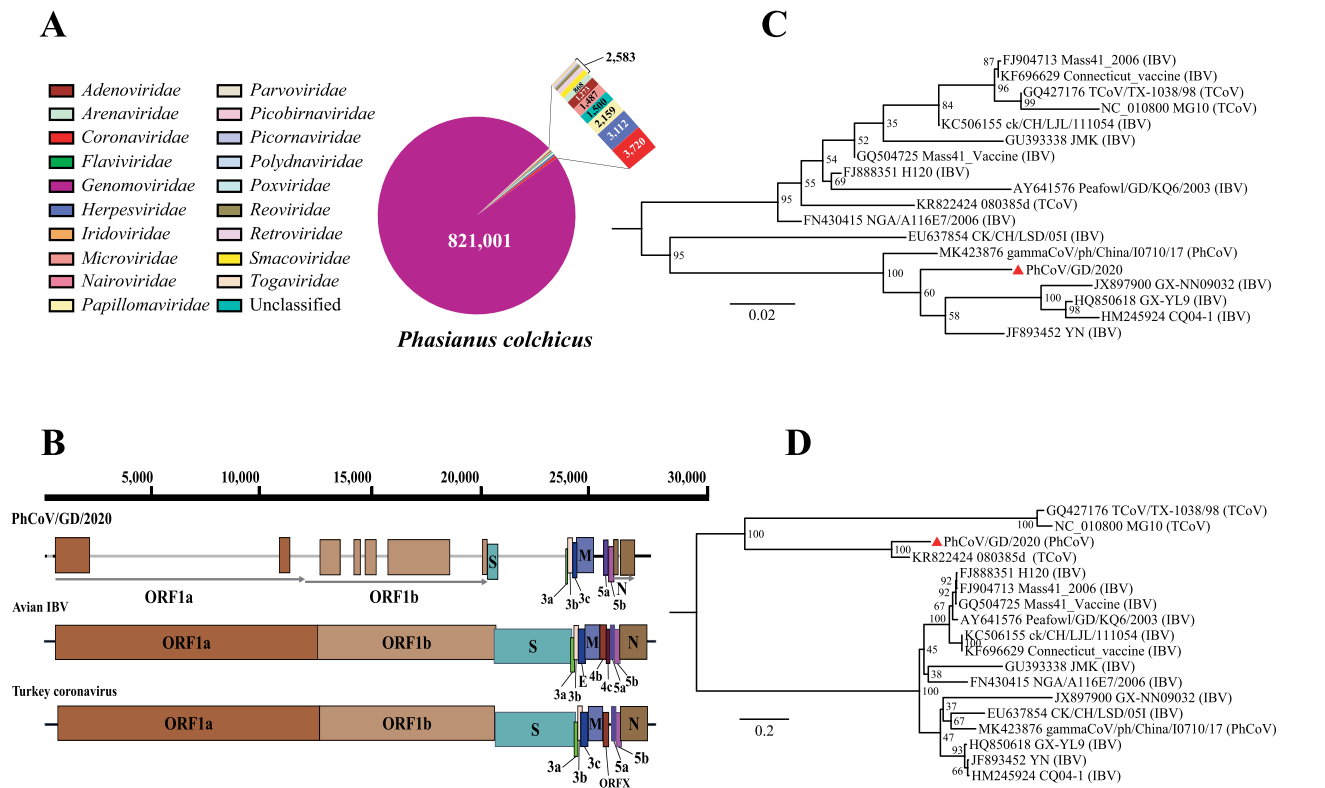 A
Adenoviridae
Arenaviridae
Coronaviridae
Flaviviridae
Genomoviridae
Herpesviridae
Iridoviridae
Microviridae
Nairoviridae
Papillomaviridae
Parvoviridae
Picobirnaviridae
Picornaviridae
Polydnaviridae
Poxviridae
Reoviridae
Retroviridae
Smacoviridae
Togaviridae
Unclassified
2,583
868
1,487
1,500
2,159
3,112
3,720
821,001
Phasianus colchicus
C
FJ904713 Mass41_2006 (IBV)
KF696629 Connecticut_vaccine (IBV)
GQ427176 TCoV/TX-1038/98 (TCoV)
NC_010800 MG10 (TCoV)
KC506155 ck/CH/LJL/111054 (IBV)
GU393338 JMK (IBV)
GQ504725 Mass41_Vaccine (IBV)
FJ888351 H120 (IBV)
AY641576 Peafowl/GD/KQ6/2003 (IBV)
KR822424 080385d (TCoV)
FN430415 NGA/A116E7/2006 (IBV)
EU637854 CK/CH/LSD/05I (IBV)
MK423876 gammaCoV/ph/China/I0710/17 (PhCoV)
PhCoV/GD/2020
JX897900 GX-NN09032 (IBV)
HQ850618 GX-YL9 (IBV)
HM245924 CQ04-1 (IBV)
JF893452 YN (IBV)
87
96
99
84
35
52
54
69
55
95
95
100
60
100
98
58
0.02
B
5,000 10,000 15,000 20,000 25,000 30,000
PhCoV/GD/2020
S M
ORF1a ORF1b 3a 3b 3c 5a 5b N
Avian IBV
ORF1a ORF1b S M N
3a 3b E 4b 4c 5a 5b
Turkey coronavirus
ORF1a ORF1b S M N
3a 3b 3c ORFX 5a 5b
D
GQ427176 TCoV/TX-1038/98 (TCoV)
NC_010800 MG10 (TCoV)
PhCoV/GD/2020 (PhCoV)
KR822424 080385d (TCoV)
FJ888351 H120 (IBV)
FJ904713 Mass41_2006 (IBV)
GQ504725 Mass41_Vaccine (IBV)
AY641576 Peafowl/GD/KQ6/2003 (IBV)
KC506155 ck/CH/LJL/111054 (IBV)
KF696629 Connecticut_vaccine (IBV)
GU393338 JMK (IBV)
FN430415 NGA/A116E7/2006 (IBV)
JX897900 GX-NN09032 (IBV)
EU637854 CK/CH/LSD/05I (IBV)
MK423876 gammaCoV/ph/China/I0710/17 (PhCoV)
HQ850618 GX-YL9 (IBV)
JF893452 YN (IBV)
HM245924 CQ04-1 (IBV)
100
100
100
92
92
67
100
100
45
38
100
37
67
47
93
66
0.2